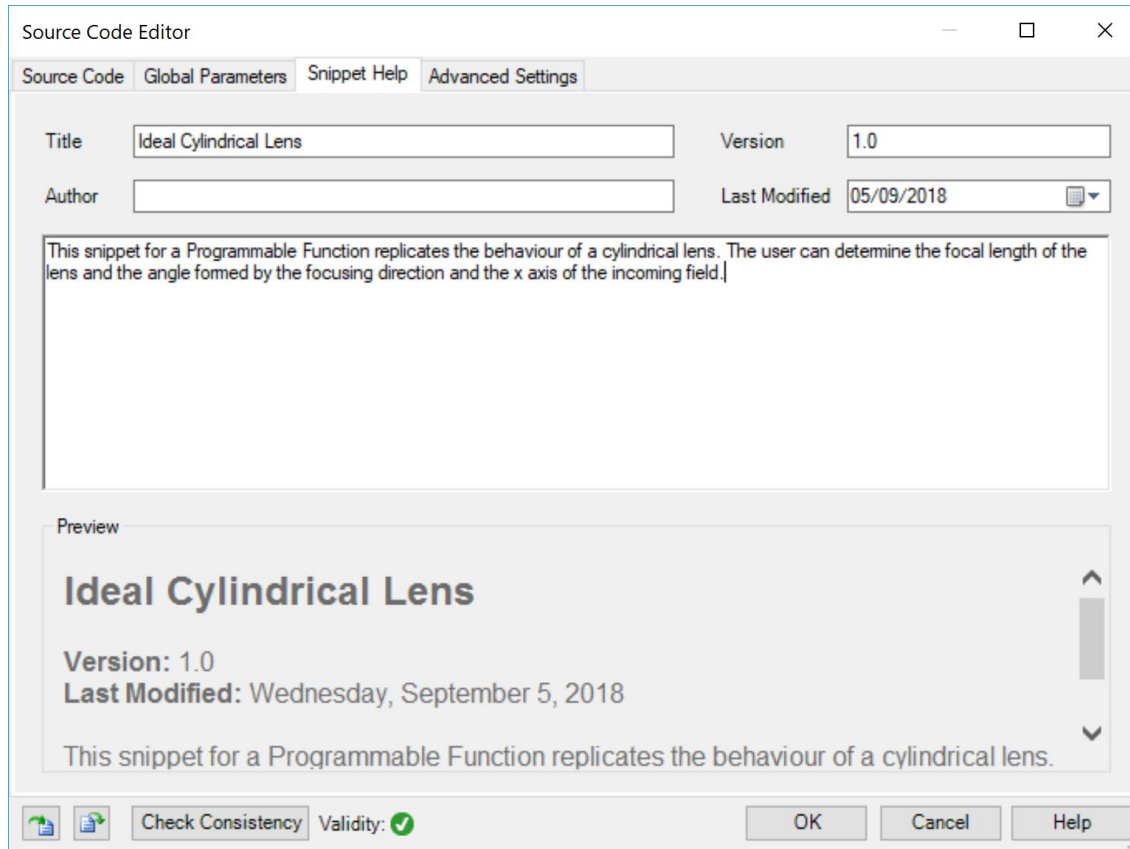 Source Code Editor
Source Code Global Parameters Snippet Help Advanced Settings
Title Ideal Cylindrical Lens Version 1.0
Author Last Modified 05/09/2018
This snippet for a Programmable Function replicates the behaviour of a cylindrical lens. The user can determine the focal length of the
lens and the angle formed by the focusing direction and the x axis of the incoming field.
Preview
Ideal Cylindrical Lens
Version: 1.0
Last Modified: Wednesday, September 5, 2018
This snippet for a Programmable Function replicates the behaviour of a cylindrical lens.
Check Consistency Validity: OK Cancel Help